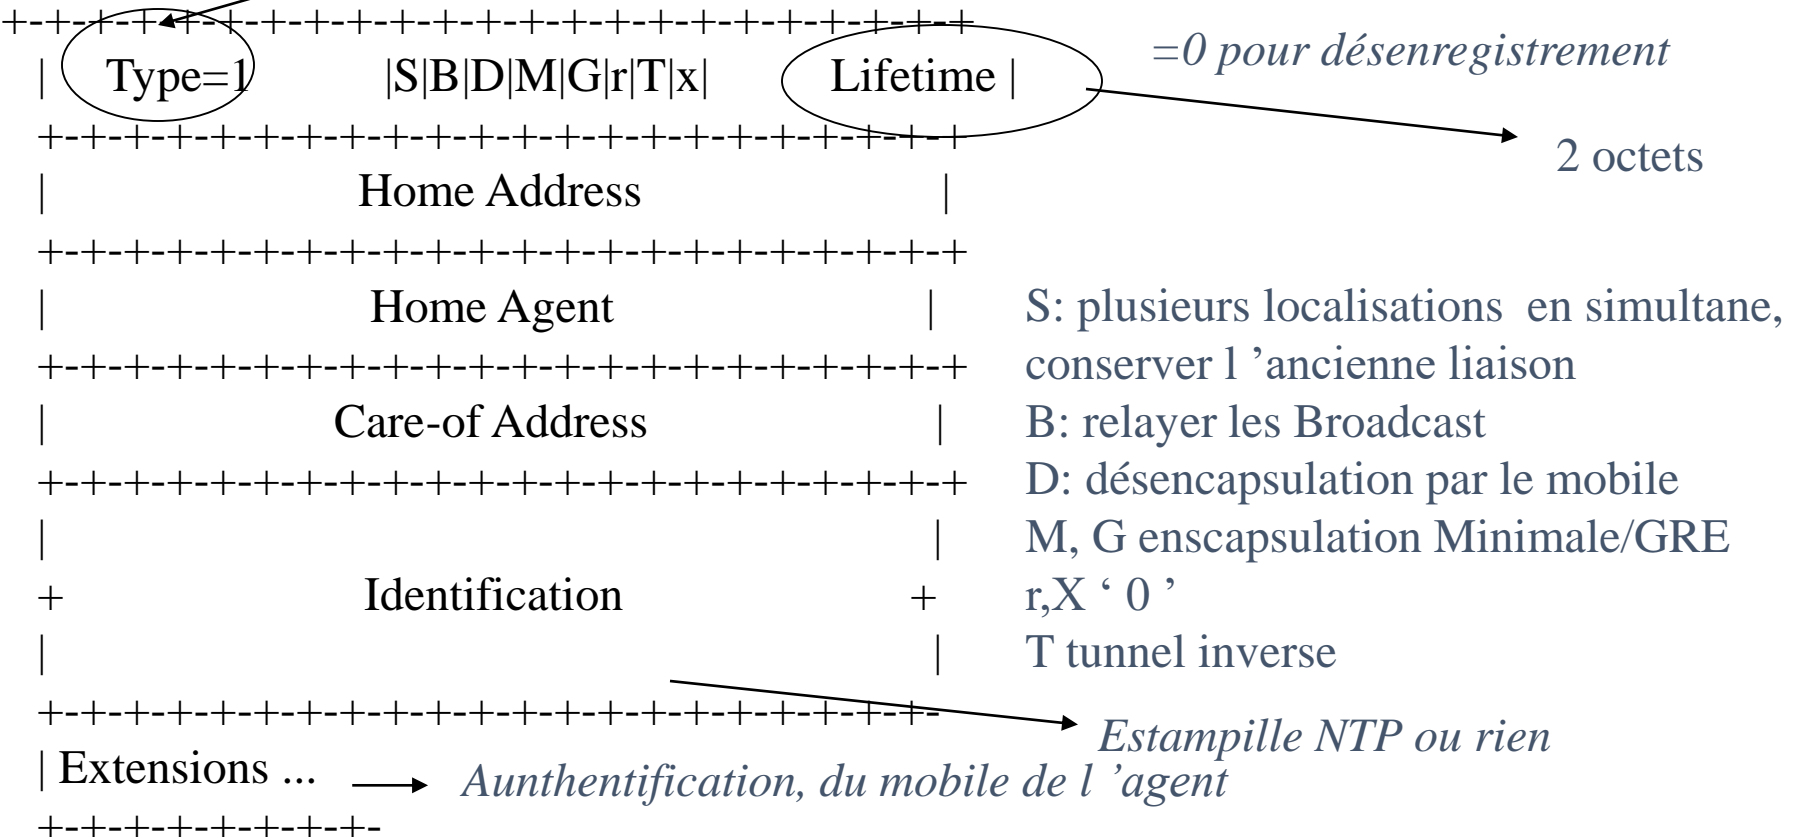 +-+-+-+-+-+-+-+-+-+-+-+-+-+-+-+-+-+-+-+-+-+-+
| Type=1 |S|B|D|M|G|r|T|x| Lifetime |
=0 pour désenregistrement
+-+-+-+-+-+-+-+-+-+-+-+-+-+-+-+-+-+-+-+-+-+
2 octets
| Home Address |
+-+-+-+-+-+-+-+-+-+-+-+-+-+-+-+-+-+-+-+-+-+
| Home Agent |
S: plusieurs localisations en simultane,
+-+-+-+-+-+-+-+-+-+-+-+-+-+-+-+-+-+-+-+-+-+
conserver l ’ancienne liaison
| Care-of Address |
B: relayer les Broadcast
+-+-+-+-+-+-+-+-+-+-+-+-+-+-+-+-+-+-+-+-+-+
D: désencapsulation par le mobile
| |
M, G enscapsulation Minimale/GRE
+ Identification +
r,X ‘ 0 ’
| |
T tunnel inverse
+-+-+-+-+-+-+-+-+-+-+-+-+-+-+-+-+-+-+-+-+-
Estampille NTP ou rien
| Extensions ...
Aunthentification, du mobile de l ’agent
+-+-+-+-+-+-+-+-